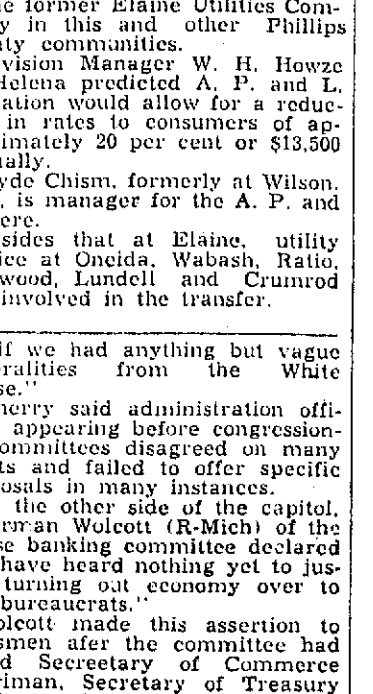 e former Elaine Utilities Com-
y in this and other Phillips
nty communities.
vision Manager W. H. Howze
Helena predicted A. P. and L.
ation would allow for a reduc-
in rates to consumers of ap-
imately 20 per cent or $13,500
ually.
yde Chism, formerly at Wilson,
, is manager for the A. P. and
ere.
sides that at Elaine, utility
ice at Oneida, Wabash, Ratio,
wood, Lundell and Crumrod
involved in the transfer.
if we had anything but vague
eralities from the White
se."
herry said administration offi-
appearing before congression-
ommittees disagreed on many
ts and failed to offer specific
osals in many instances.
the other side of the capitol,
rman Wolcott (R-Mich) of the
se banking committee declared
have heard nothing yet to jus-
turning out economy over to
bureaucrats."
olcott made this assertion to
smen afer the committee had
d Secreetary of Commerce
riman, Secretary of Treasury